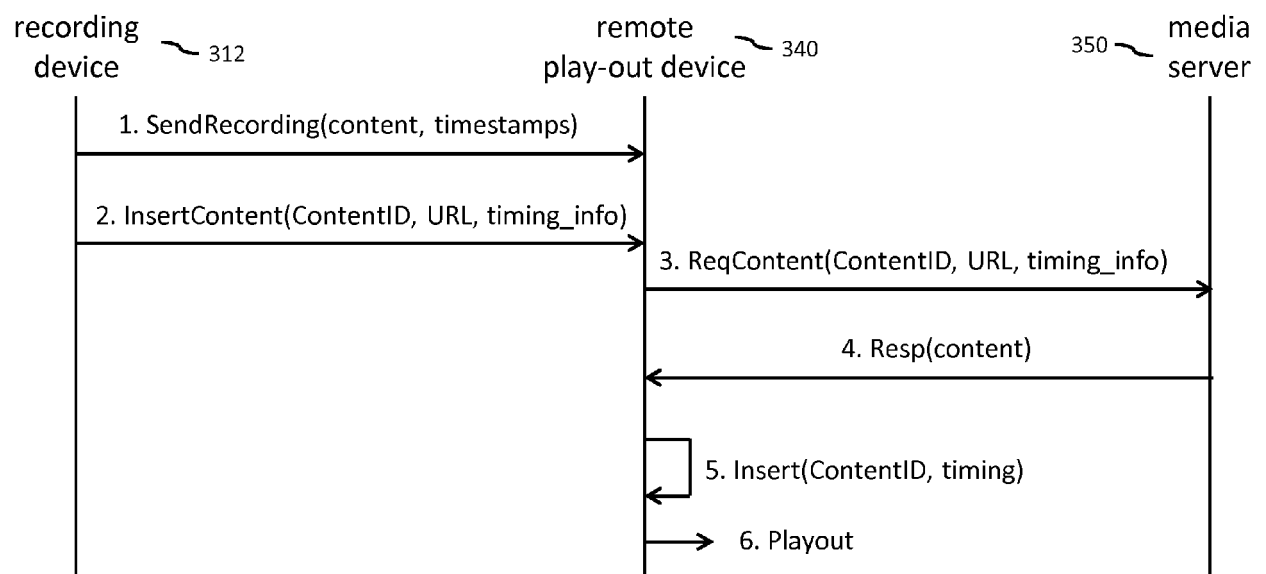 recording
device
312
remote
play-out device
340
350
media
server
1. SendRecording(content, timestamps)
2. InsertContent(ContentID, URL, timing_info)
3. ReqContent(ContentID, URL, timing_info)
4. Resp(content)
5. Insert(ContentID, timing)
6. Playout